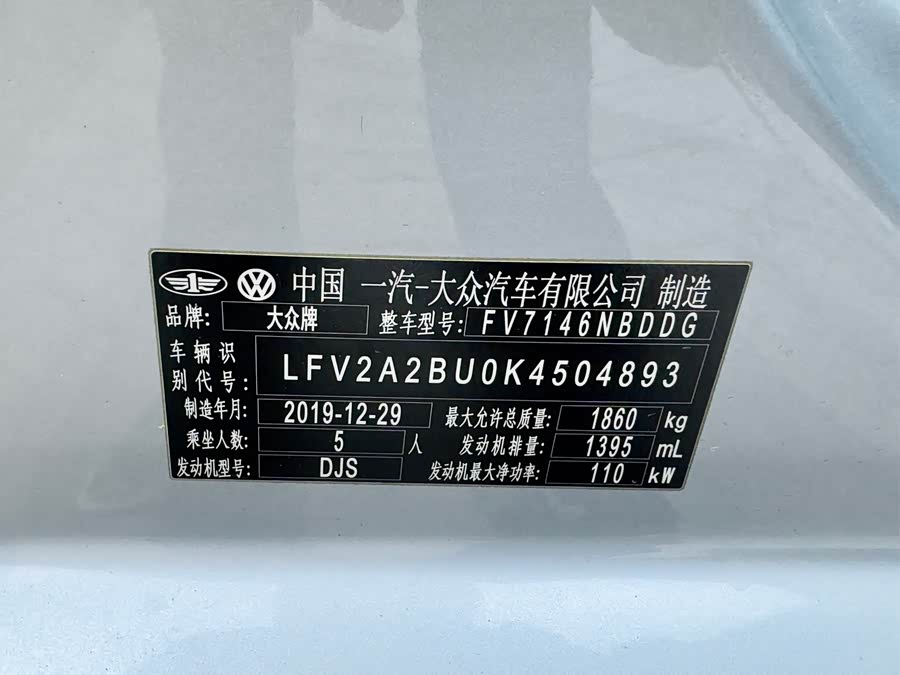 中国 一汽-大众汽车有限公司 制造
品牌: 大众牌 整车型号: FV7146NBDDG
车辆识别代号: LFV2A2BU0K4504893
制造年月: 2019-12-29 最大允许总质量: 1860 kg
乘坐人数: 5 人 发动机排量: 1395 mL
发动机型号: DJS 发动机最大净功率: 110 kW